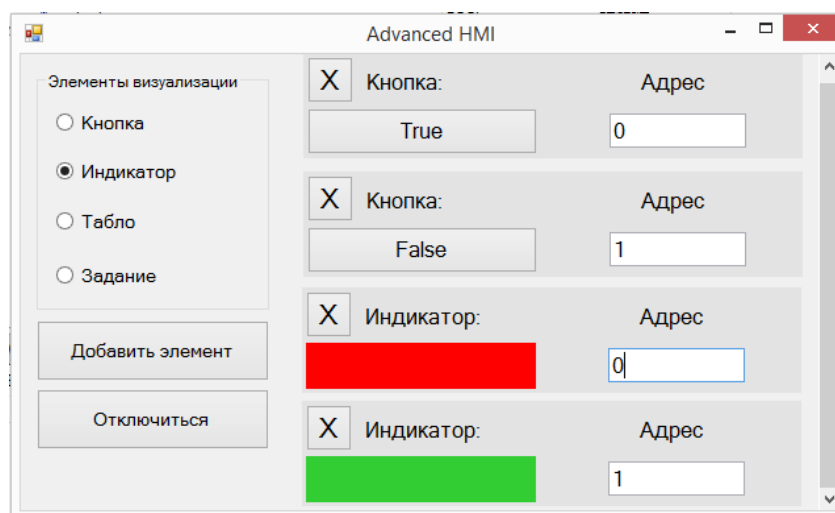 Advanced HMI
Элементы визуализации
Кнопка
Индикатор
Табло
Задание
Добавить элемент
Отключиться
X Кнопка: Адрес
True 0
X Кнопка: Адрес
False 1
X Индикатор: Адрес
0
X Индикатор: Адрес
1